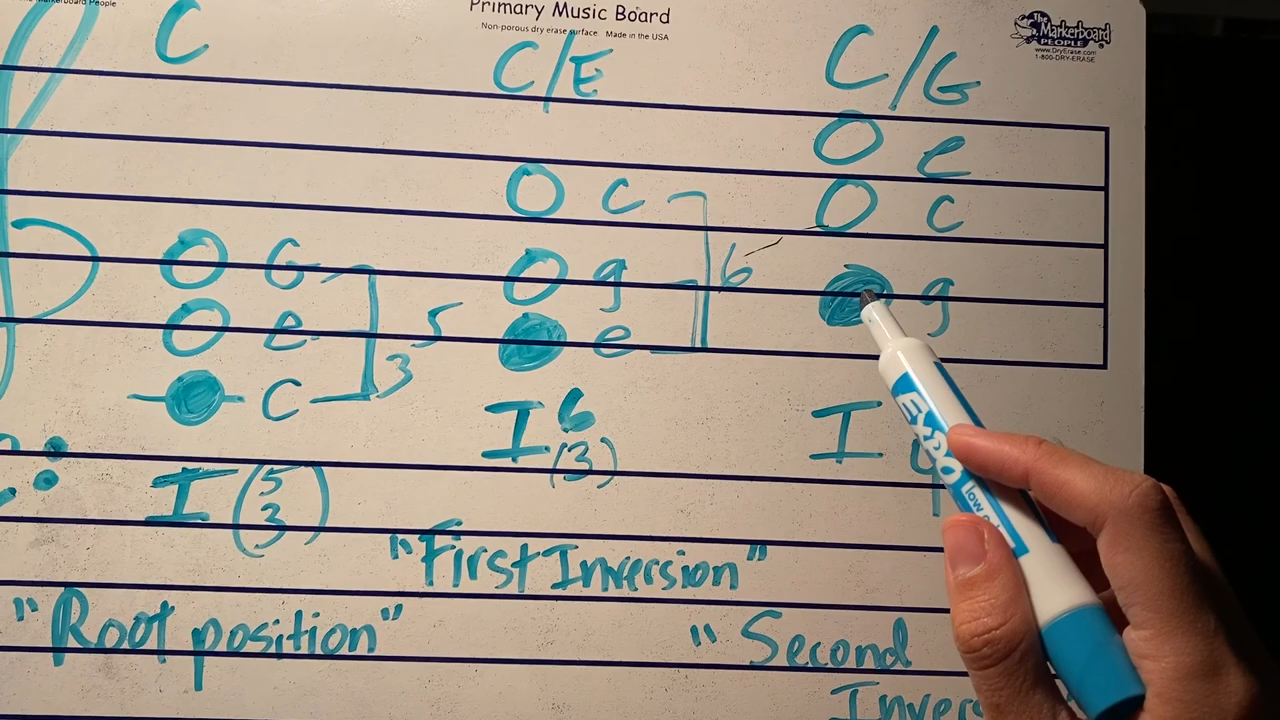 Primary Music Board
Non-porous dry erase surface Made in the USA
The Markerboard PEOPLE
www.DryErase.com
1-800-DRY-ERASE
C C/E C/G
e
c c
G g g
e e
C
5
3
6
I 6 (3)
I
I (5 3)
"First Inversion"
"Root position"
"Second
EXPO
low